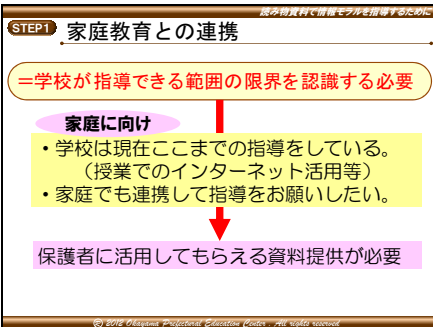 読み物資料で情報モラルを指導するために
STEP1 家庭教育との連携
＝学校が指導できる範囲の限界を認識する必要
家庭に向け
・学校は現在ここまでの指導をしている。
（授業でのインターネット活用等）
・家庭でも連携して指導をお願いしたい。
保護者に活用してもらえる資料提供が必要
© 2012 Okayama Prefectural Education Center . All rights reserved